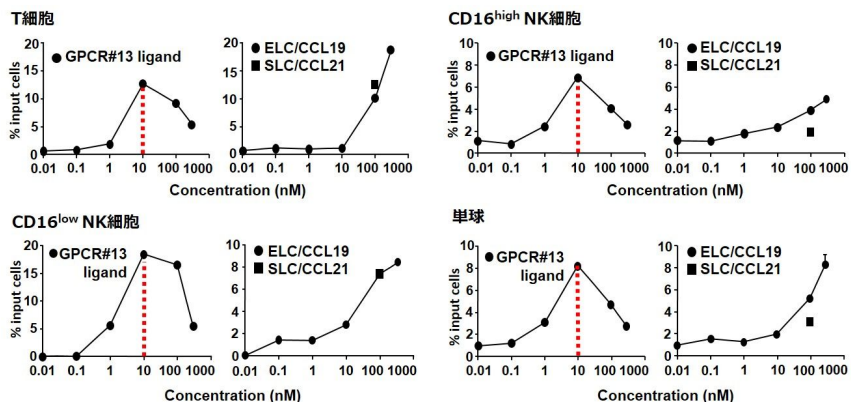 T細胞
% input cells
20
15
10
5
0
GPCR#13 ligand
0.01 0.1 1 10 100 1000
20
15
10
5
0
ELC/CCL19
SLC/CCL21
0.01 0.1 1 10 100 1000
Concentration (nM)
CD16high NK細胞
% input cells
10
8
6
4
2
0
GPCR#13 ligand
0.01 0.1 1 10 100 1000
10
8
6
4
2
0
ELC/CCL19
SLC/CCL21
0.01 0.1 1 10 100 1000
Concentration (nM)
CD16low NK細胞
% input cells
20
15
10
5
0
GPCR#13
ligand
0.01 0.1 1 10 100 1000
10
8
6
4
2
0
ELC/CCL19
SLC/CCL21
0.01 0.1 1 10 100 1000
Concentration (nM)
単球
% input cells
10
8
6
4
2
0
GPCR#13
ligand
0.01 0.1 1 10 100 1000
10
8
6
4
2
0
ELC/CCL19
SLC/CCL21
0.01 0.1 1 10 100 1000
Concentration (nM)